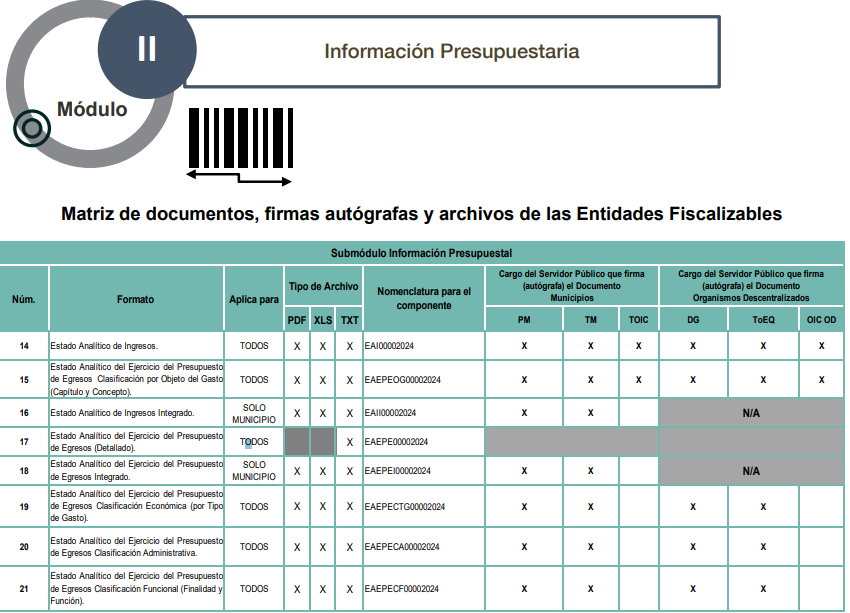 II
Información Presupuestaria
Módulo
Matriz de documentos, firmas autógrafas y archivos de las Entidades Fiscalizables
Submódulo Información Presupuestal
Núm.
Formato
Aplica para
Tipo de Archivo
PDF XLS TXT
Nomenclatura para el
componente
Cargo del Servidor Público que firma
(autógrafa) el Documento
Municipios
PM TM TOIC
Cargo del Servidor Público que firma
(autógrafa) el Documento
Organismos Descentralizados
DG ToEQ OIC OD
14 Estado Analítico de Ingresos. TODOS X X X EAI00002024 X X X X X X
Estado Analítico del Ejercicio del Presupuesto
15 de Egresos Clasificación por Objeto del Gasto TODOS X X X EAEPEOG00002024 X X X X X X
(Capítulo y Concepto).
16 Estado Analítico de Ingresos Integrado. SOLO MUNICIPIO X X X EAII00002024 X X N/A
Estado Analítico del Ejercicio del Presupuesto
17 de Egresos (Detallado). TODOS X EAEPE00002024
Estado Analítico del Ejercicio del Presupuesto
18 de Egresos Integrado. SOLO MUNICIPIO X X X EAEPEI00002024 X X N/A
Estado Analítico del Ejercicio del Presupuesto
19 de Egresos Clasificación Económica (por Tipo TODOS X X X EAEPECTG00002024 X X X X
de Gasto).
Estado Analítico del Ejercicio del Presupuesto
20 de Egresos Clasificación Administrativa. TODOS X X X EAEPECA00002024 X X X X
Estado Analítico del Ejercicio del Presupuesto
21 de Egresos Clasificación Funcional (Finalidad y TODOS X X X EAEPECF00002024 X X X X
Función).